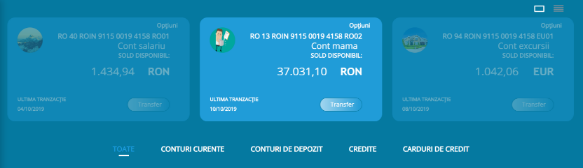 Opțiuni
RO 40 ROIN 9115 0019 4158 RO01
Cont salariu
SOLD DISPONIBIL:
1.434,94 RON
ULTIMA TRANZACȚIE
04/10/2019
Transfer
Opțiuni
RO 13 ROIN 9115 0019 4158 RO02
Cont mama
SOLD DISPONIBIL:
37.031,10 RON
ULTIMA TRANZACȚIE
10/10/2019
Transfer
Opțiuni
RO 94 ROIN 9115 0019 4158 EU01
Cont excursii
SOLD DISPONIBIL:
1.042,06 EUR
ULTIMA TRANZACȚIE
08/10/2019
Transfer
TOATE CONTURI CURENTE CONTURI DE DEPOZIT CREDITE CARDURI DE CREDIT